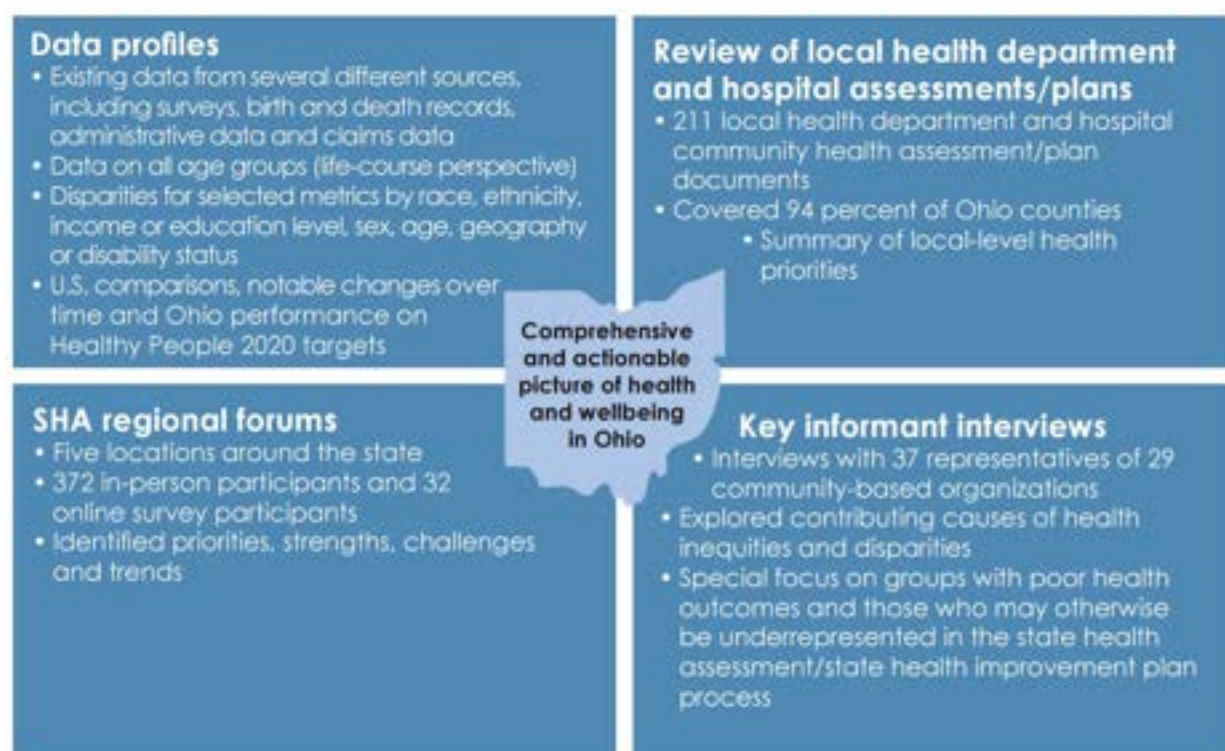 Data profiles
• Existing data from several different sources,
including surveys, birth and death records,
administrative data and claims data
• Data on all age groups (life-course perspective)
• Disparities for selected metrics by race, ethnicity,
income or education level, sex, age, geography
or disability status
• U.S. comparisons, notable changes over
time and Ohio performance on
Healthy People 2020 targets
Review of local health department
and hospital assessments/plans
• 211 local health department and hospital
community health assessment/plan
documents
• Covered 94 percent of Ohio counties
• Summary of local-level health
priorities
Comprehensive
and actionable
picture of health
and wellbeing
in Ohio
SHA regional forums
• Five locations around the state
• 372 in-person participants and 32
online survey participants
• Identified priorities, strengths, challenges
and trends
Key informant interviews
• Interviews with 37 representatives of 29
community-based organizations
• Explored contributing causes of health
inequities and disparities
• Special focus on groups with poor health
outcomes and those who may otherwise
be underrepresented in the state health
assessment/state health improvement plan
process